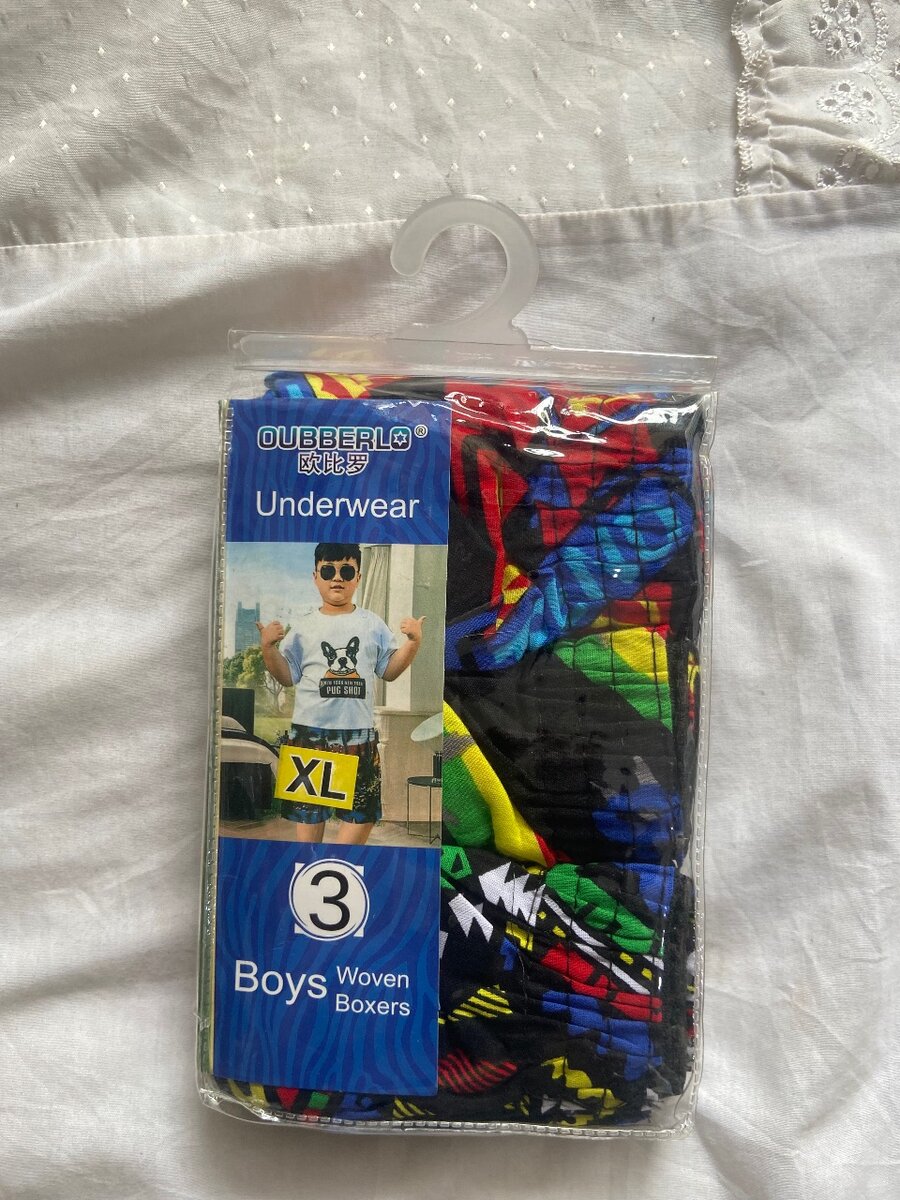 OUBBERLO®
欧比罗
Underwear
PUG SHOT
XL
3
Boys Woven
Boxers